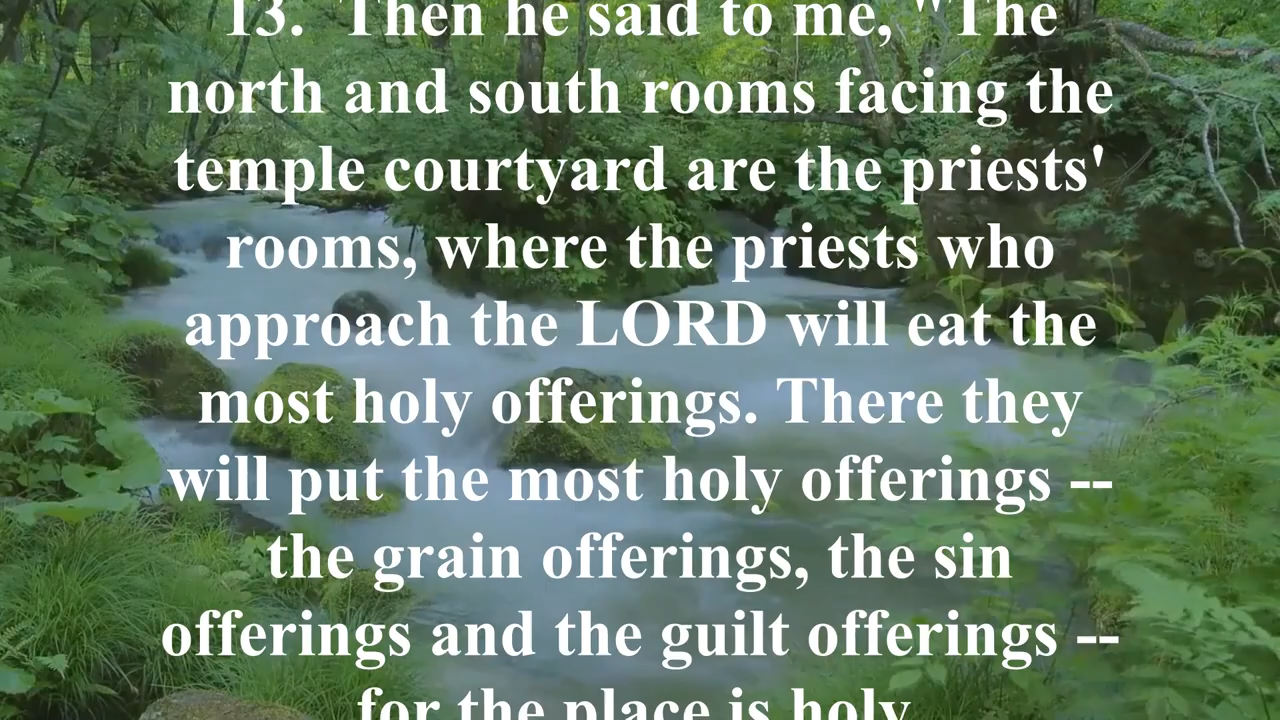 13. Then he said to me, "The
north and south rooms facing the
temple courtyard are the priests'
rooms, where the priests who
approach the LORD will eat the
most holy offerings. There they
will put the most holy offerings --
the grain offerings, the sin
offerings and the guilt offerings --
for the place is holy.